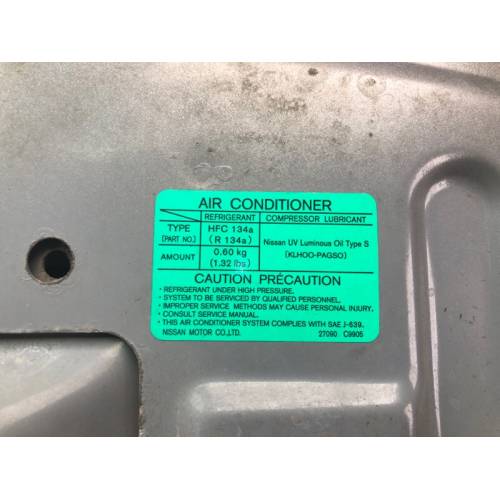 AIR CONDITIONER
REFRIGERANT COMPRESSOR LUBRICANT
TYPE HFC 134a
(PART NO.) (R 134a) Nissan UV Luminous Oil Type S
AMOUNT 0.60 kg (KLHOO-PAGSO)
(1.32 lbs)
CAUTION PRÉCAUTION
• REFRIGERANT UNDER HIGH PRESSURE.
• SYSTEM TO BE SERVICED BY QUALIFIED PERSONNEL.
• IMPROPER SERVICE METHODS MAY CAUSE PERSONAL INJURY.
• CONSULT SERVICE MANUAL.
• THIS AIR CONDITIONER SYSTEM COMPLIES WITH SAE J-639.
NISSAN MOTOR CO.,LTD. 27090 C9905